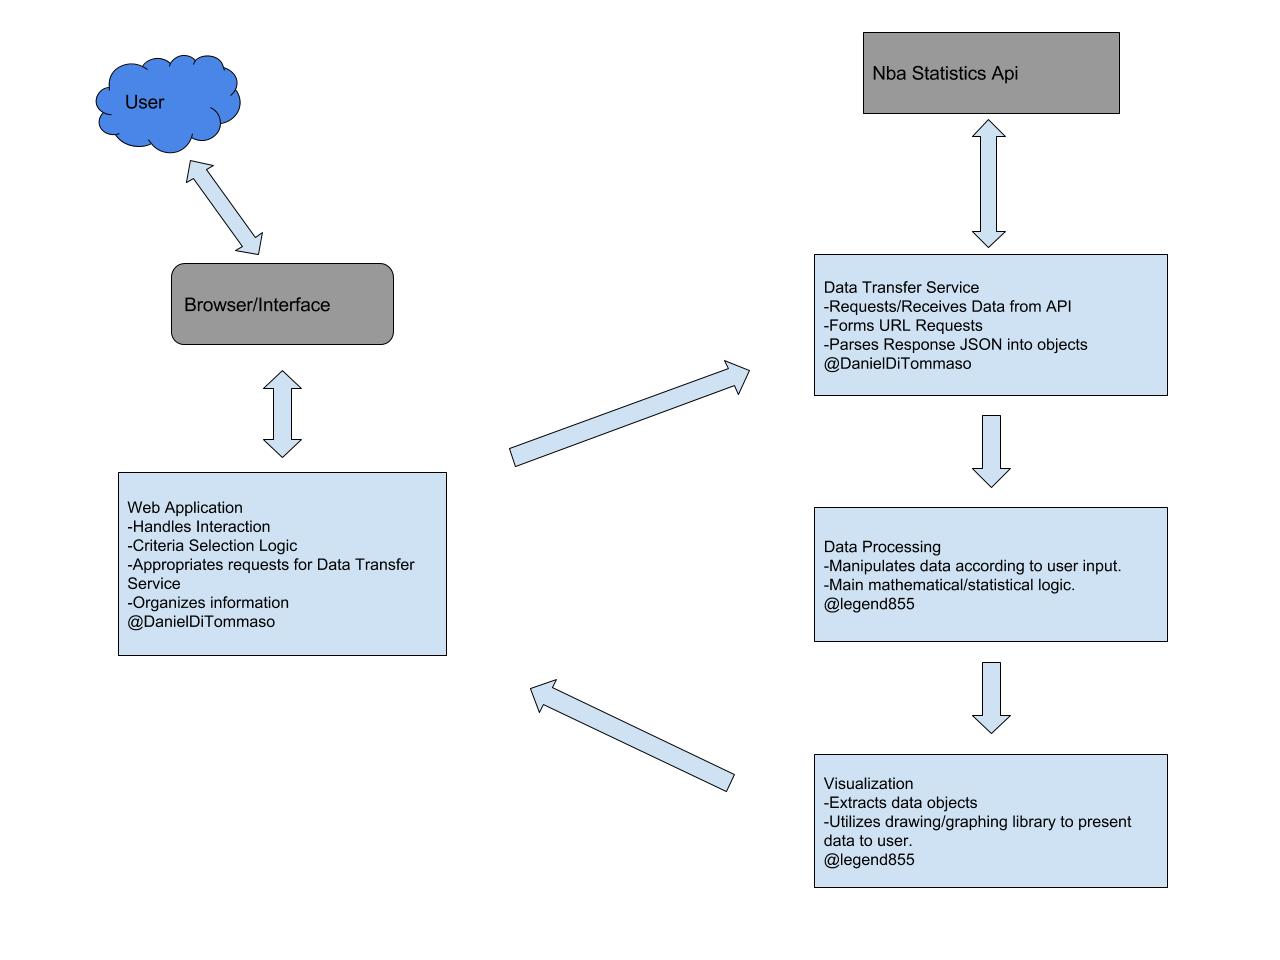 User
Nba Statistics Api
Browser/Interface
Data Transfer Service
-Requests/Receives Data from API
-Forms URL Requests
-Parses Response JSON into objects
@DanielDiTommaso
Web Application
-Handles Interaction
-Criteria Selection Logic
-Appropriates requests for Data Transfer
Service
-Organizes information
@DanielDiTommaso
Data Processing
-Manipulates data according to user input.
-Main mathematical/statistical logic.
@legend855
Visualization
-Extracts data objects
-Utilizes drawing/graphing library to present
data to user.
@legend855